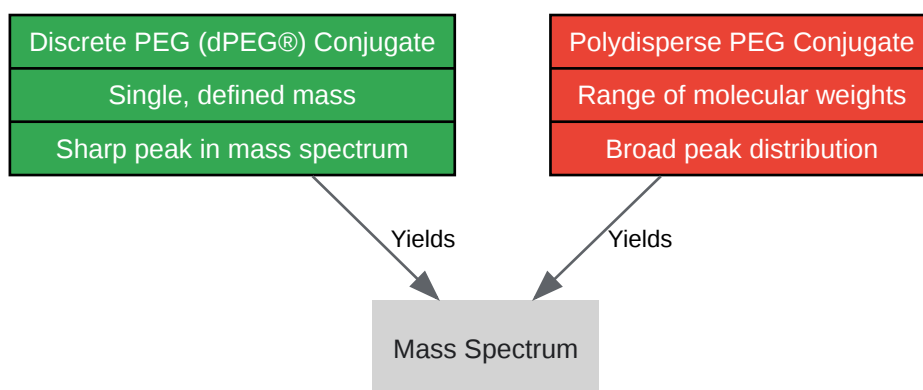 Discrete PEG (dPEG®) Conjugate
Single, defined mass
Sharp peak in mass spectrum
Polydisperse PEG Conjugate
Range of molecular weights
Broad peak distribution
Yields
Yields
Mass Spectrum